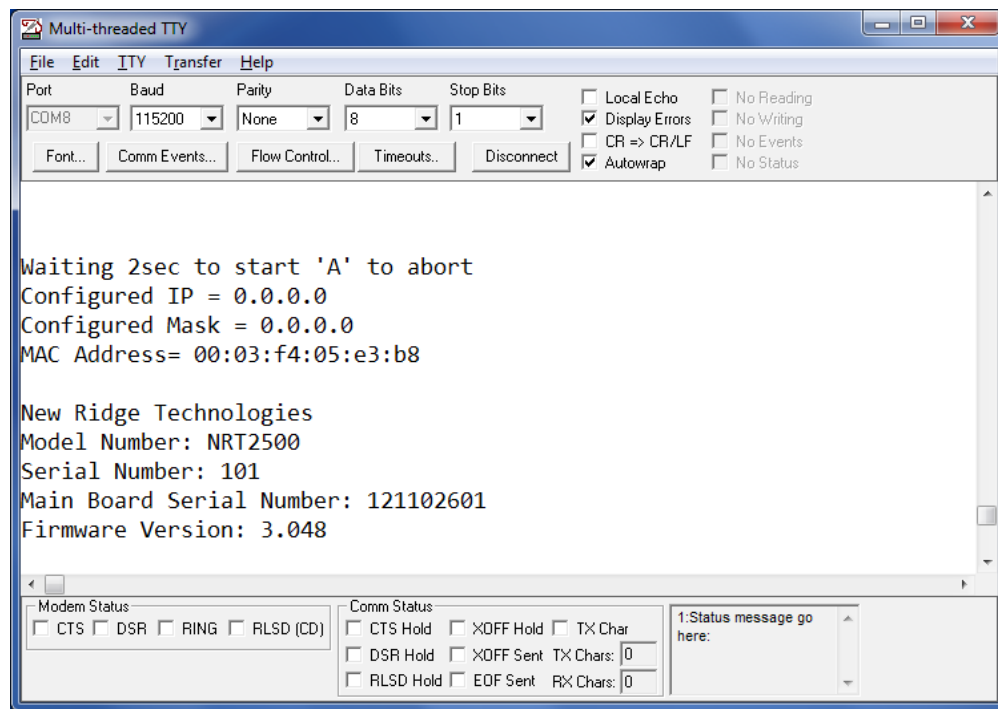 Multi-threaded TTY
File Edit TTY Transfer Help
Port Baud Parity Data Bits Stop Bits
COM8 115200 None 8 1
Local Echo No Reading
Display Errors No Writing
CR => CR/LF No Events
Autowrap No Status
Font... Comm Events... Flow Control... Timeouts.. Disconnect
Waiting 2sec to start 'A' to abort
Configured IP = 0.0.0.0
Configured Mask = 0.0.0.0
MAC Address= 00:03:f4:05:e3:b8
New Ridge Technologies
Model Number: NRT2500
Serial Number: 101
Main Board Serial Number: 121102601
Firmware Version: 3.048
Modem Status
CTS DSR RING RLSD (CD)
Comm Status
CTS Hold XOFF Hold TX Char
DSR Hold XOFF Sent TX Chars: 0
RLSD Hold EOF Sent RX Chars: 0
1:Status message go
here: